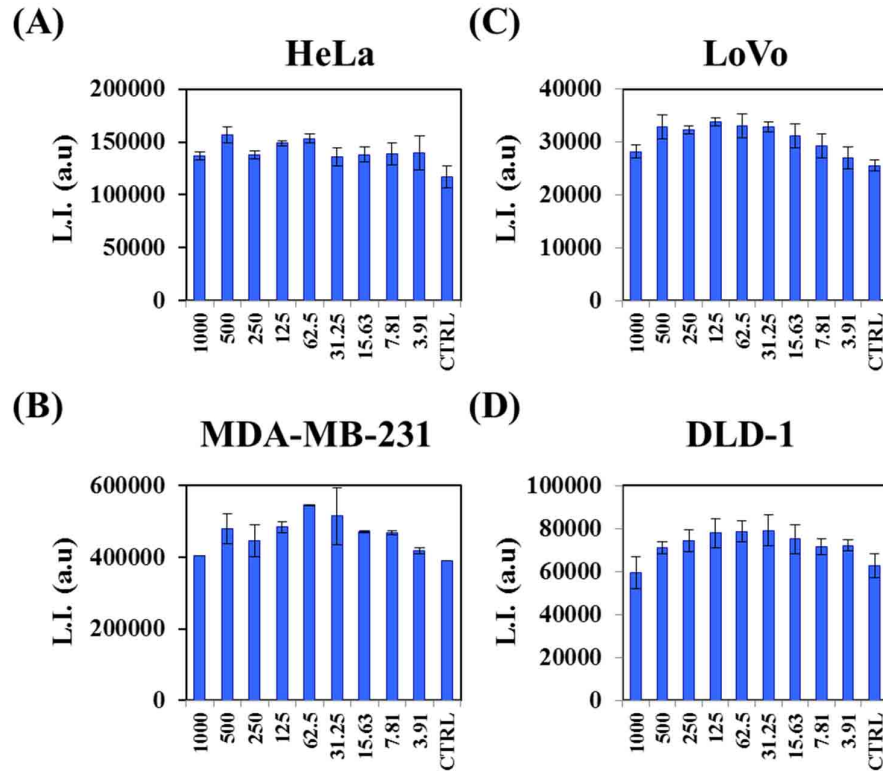 (A)
HeLa
L.I. (a.u)
200000
150000
100000
50000
0
1000 500 250 125 62.5 31.25 15.63 7.81 3.91 CTRL
(C)
LoVo
L.I. (a.u)
40000
30000
20000
10000
0
1000 500 250 125 62.5 31.25 15.63 7.81 3.91 CTRL
(B)
MDA-MB-231
L.I. (a.u)
600000
400000
200000
0
1000 500 250 125 62.5 31.25 15.63 7.81 3.91 CTRL
(D)
DLD-1
L.I. (a.u)
100000
80000
60000
40000
20000
0
1000 500 250 125 62.5 31.25 15.63 7.81 3.91 CTRL